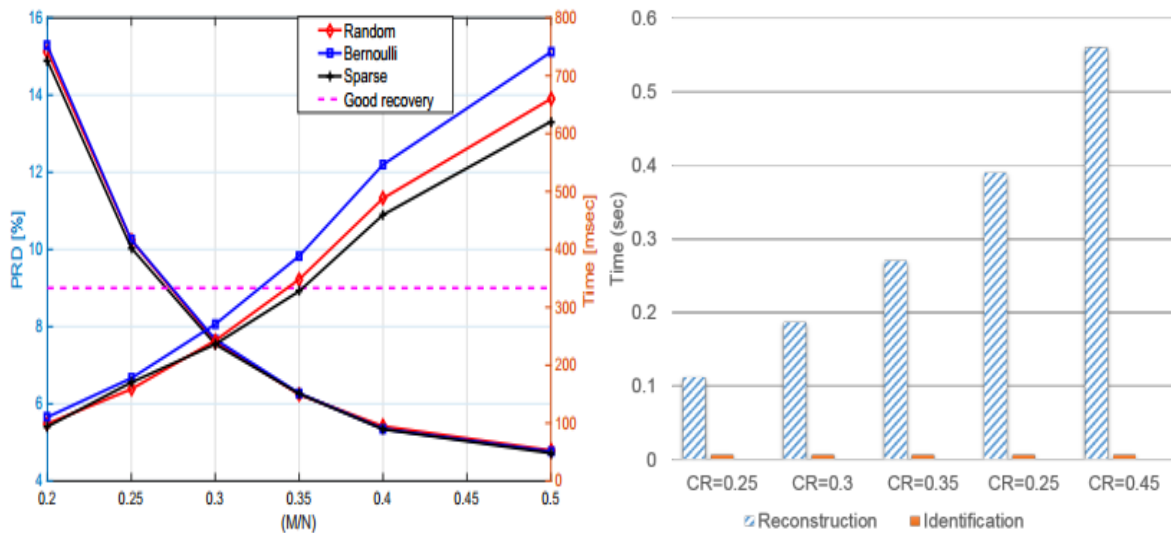 16
14
12
10
8
6
4
PRD [%]
Random
Bernoulli
Sparse
Good recovery
800
700
600
500
400
300
200
100
0
Time [msec]
0.2 0.25 0.3 0.35 0.4 0.45 0.5
(M/N)
0.6
0.5
0.4
0.3
0.2
0.1
0
Time (sec)
CR=0.25 CR=0.3 CR=0.35 CR=0.25 CR=0.45
Reconstruction Identification